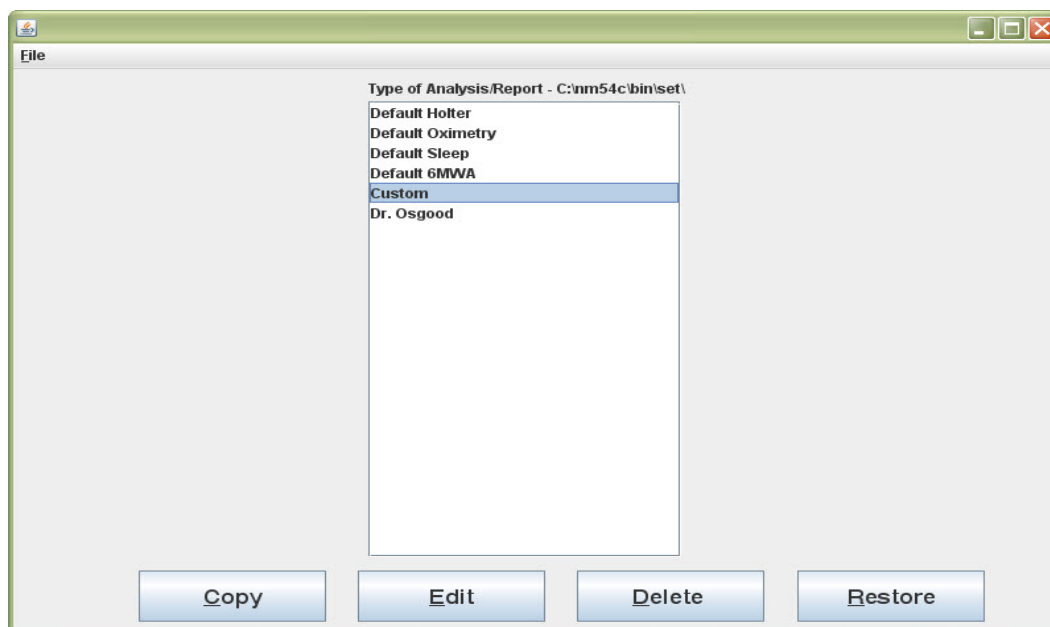 File
Type of Analysis/Report - C:\nm54c\bin\set\
Default Holter
Default Oximetry
Default Sleep
Default 6MWA
Custom
Dr. Osgood
Copy Edit Delete Restore